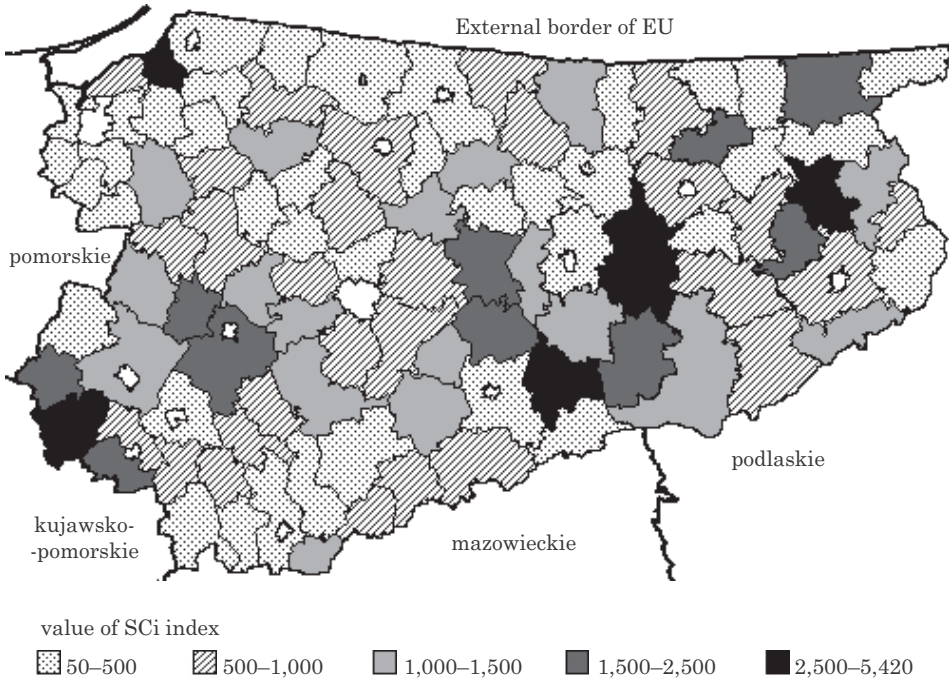 External border of EU
pomorskie
podlaskie
kujawsko-
-pomorskie
mazowieckie
value of SCi index
50–500
500–1,000
1,000–1,500
1,500–2,500
2,500–5,420